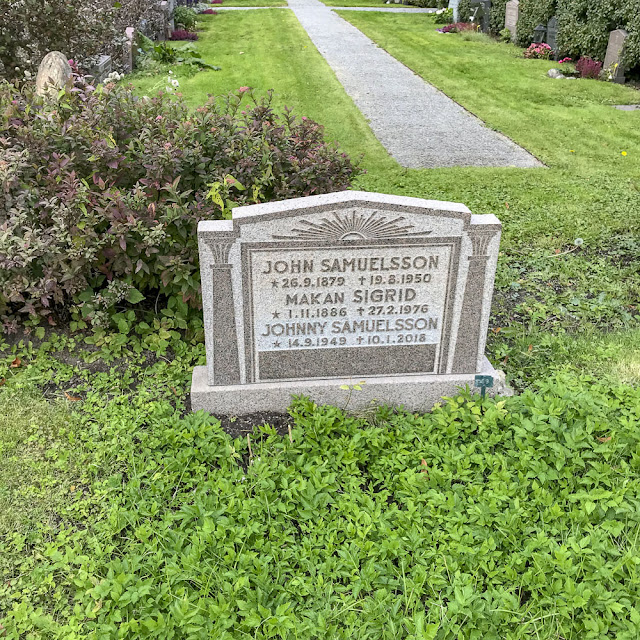 JOHN SAMUELSSON
★26.9.1879 †19.8.1950
MAKAN SIGRID
★1.11.1886 †27.2.1976
JOHNNY SAMUELSSON
★14.9.1949 †10.1.2018